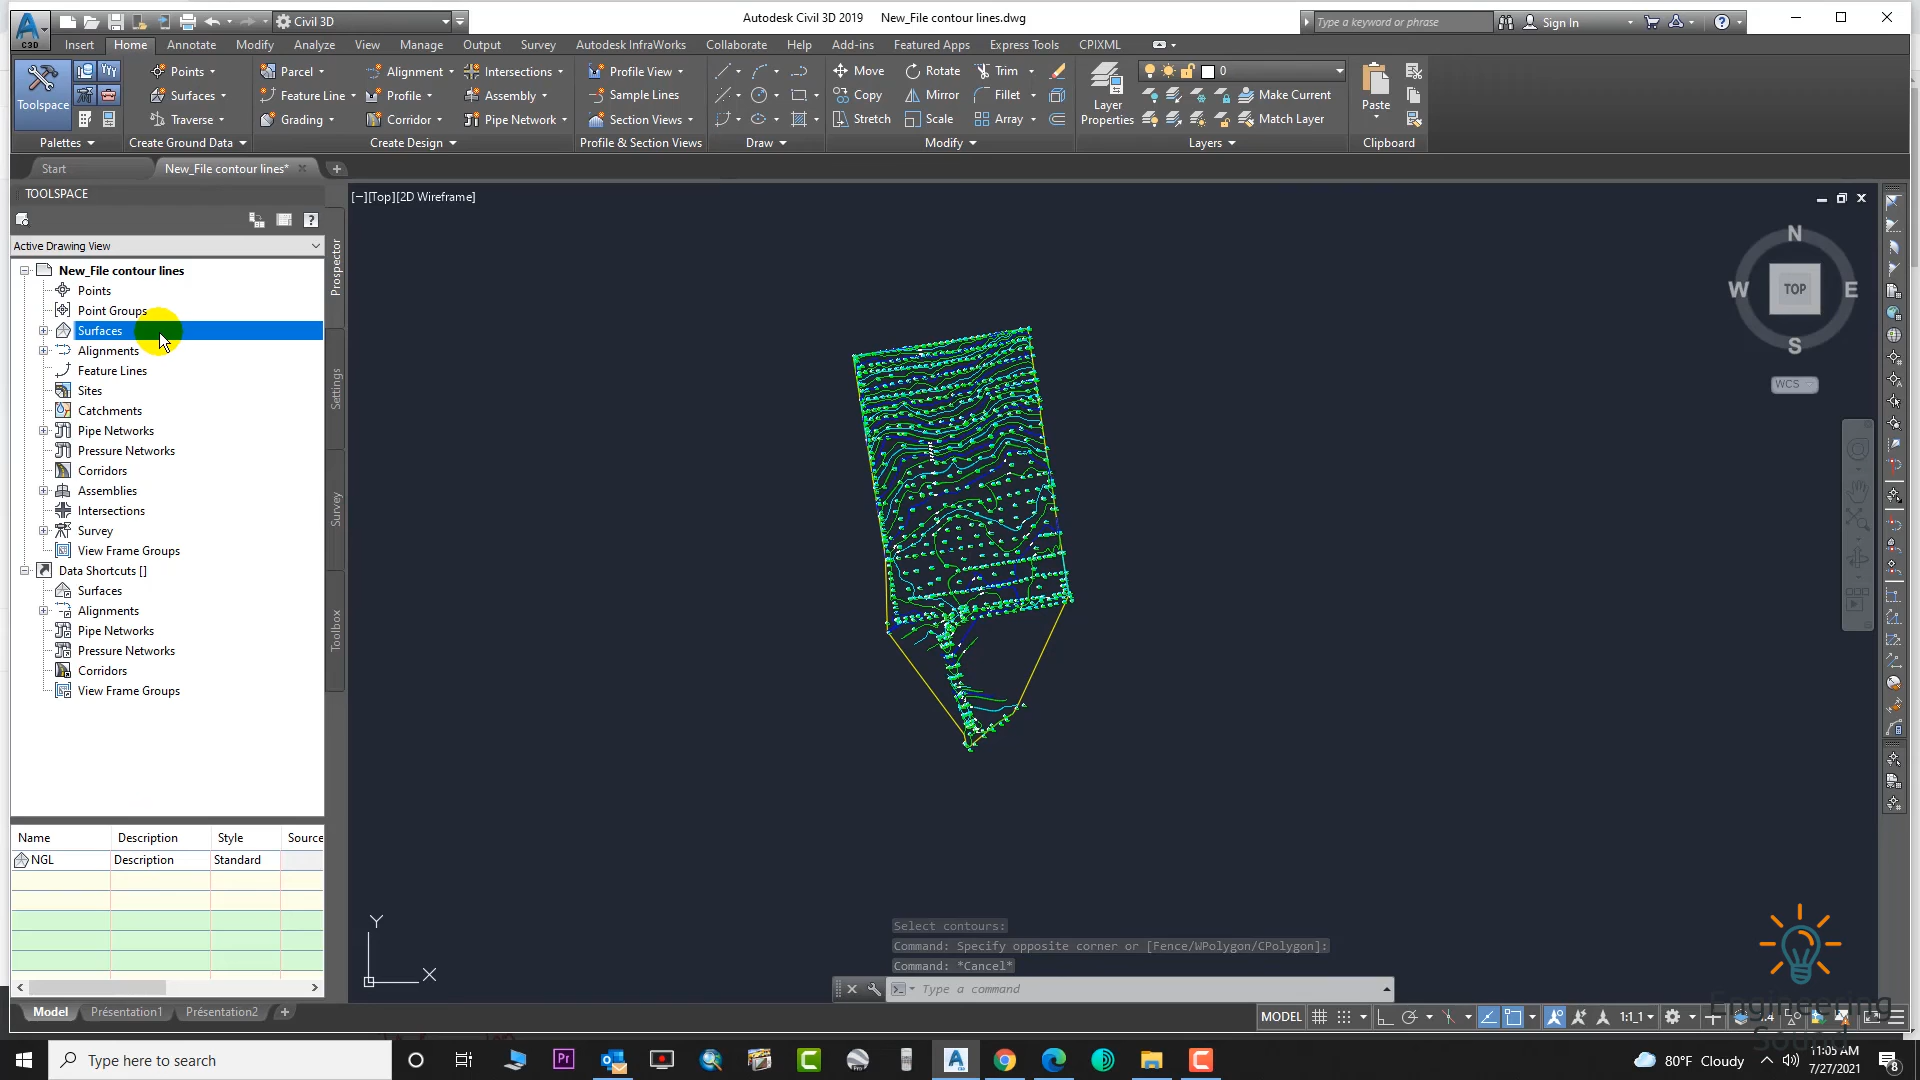 Civil 3D
Autodesk Civil 3D 2019 New_File contour lines.dwg
Type a keyword or phrase
Sign In
C3D
Insert Home Annotate Modify Analyze View Manage Output Survey Autodesk InfraWorks Collaborate Help Add-ins Featured Apps Express Tools CPIXML
Toolspace
Points Parcel Alignment Intersections Profile View Move Rotate Trim 0
Surfaces Feature Line Profile Assembly Sample Lines Copy Mirror Fillet Make Current
Traverse Grading Corridor Pipe Network Section Views Stretch Scale Array Match Layer
Layer Properties
Paste
Palettes Create Ground Data Create Design Profile & Section Views Draw Modify Layers Clipboard
Start New_File contour lines*
TOOLSPACE
[−][Top][2D Wireframe]
Active Drawing View
Prospector
Settings
Survey
Toolbox
New_File contour lines
Points
Point Groups
Surfaces
Alignments
Feature Lines
Sites
Catchments
Pipe Networks
Pressure Networks
Corridors
Assemblies
Intersections
Survey
View Frame Groups
Data Shortcuts []
Surfaces
Alignments
Pipe Networks
Pressure Networks
Corridors
View Frame Groups
N
W TOP E
S
WCS
Name Description Style Source
NGL Description Standard
Y
X
Select contours:
Command: Specify opposite corner or [Fence/WPolygon/CPolygon]:
Command: *Cancel*
Type a command
Model Présentation1 Présentation2
MODEL 1:1_1
Engineering
Sound
Type here to search
Pr
80°F Cloudy
11:05 AM
7/27/2021
8